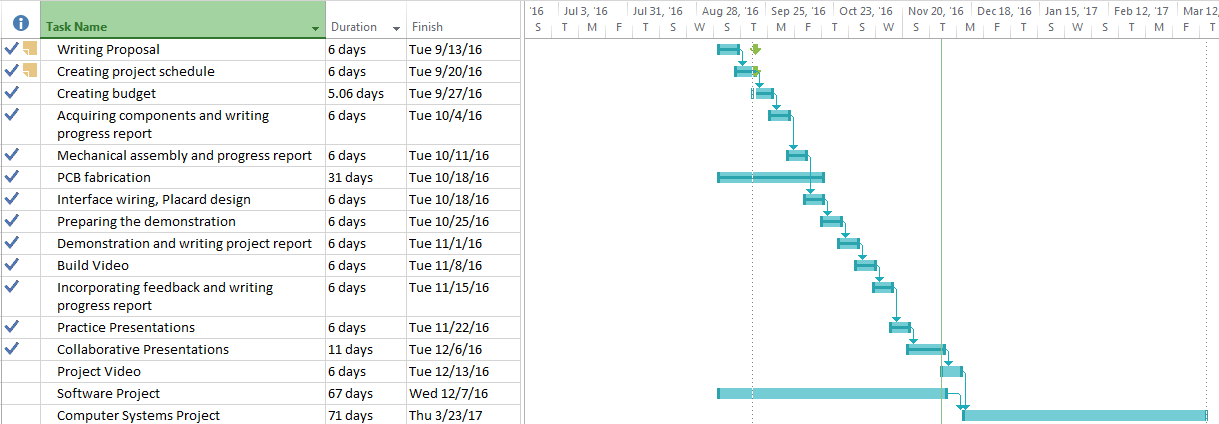 Task Name Duration Finish
'16 Jul 3, '16 Jul 31, '16 Aug 28, '16 Sep 25, '16 Oct 23, '16 Nov 20, '16 Dec 18, '16 Jan 15, '17 Feb 12, '17 Mar 12,
S T M F T S W S T M F T S W S T M F T S W S T M F T
Writing Proposal 6 days Tue 9/13/16
Creating project schedule 6 days Tue 9/20/16
Creating budget 5.06 days Tue 9/27/16
Acquiring components and writing 6 days Tue 10/4/16
progress report
Mechanical assembly and progress report 6 days Tue 10/11/16
PCB fabrication 31 days Tue 10/18/16
Interface wiring, Placard design 6 days Tue 10/18/16
Preparing the demonstration 6 days Tue 10/25/16
Demonstration and writing project report 6 days Tue 11/1/16
Build Video 6 days Tue 11/8/16
Incorporating feedback and writing 6 days Tue 11/15/16
progress report
Practice Presentations 6 days Tue 11/22/16
Collaborative Presentations 11 days Tue 12/6/16
Project Video 6 days Tue 12/13/16
Software Project 67 days Wed 12/7/16
Computer Systems Project 71 days Thu 3/23/17